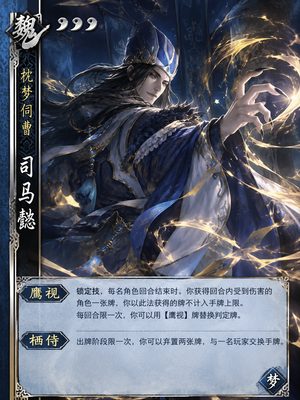 魏
枕梦伺曹
司马懿
鹰视
锁定技、每名角色回合结束时、你获得回合内受到伤害的
角色一张牌，你以此法获得的牌不计入手牌上限。
每回合限一次，你可以用【鹰视】牌替换判定牌。
栖侍
出牌阶段限一次，你可以弃置两张牌，与一名玩家交换手牌。
梦